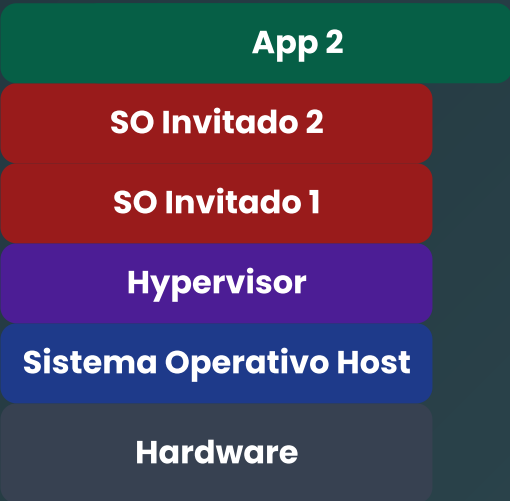 App 2
SO Invitado 2
SO Invitado 1
Hypervisor
Sistema Operativo Host
Hardware